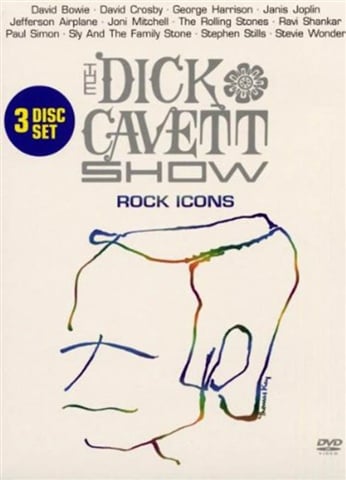 David Bowie · David Crosby · George Harrison · Janis Joplin
Jefferson Airplane · Joni Mitchell · The Rolling Stones · Ravi Shankar
Paul Simon · Sly And The Family Stone · Stephen Stills · Stevie Wonder
THE
DICK
CAVETT
SHOW
3 DISC
SET
ROCK ICONS
DVD
VIDEO